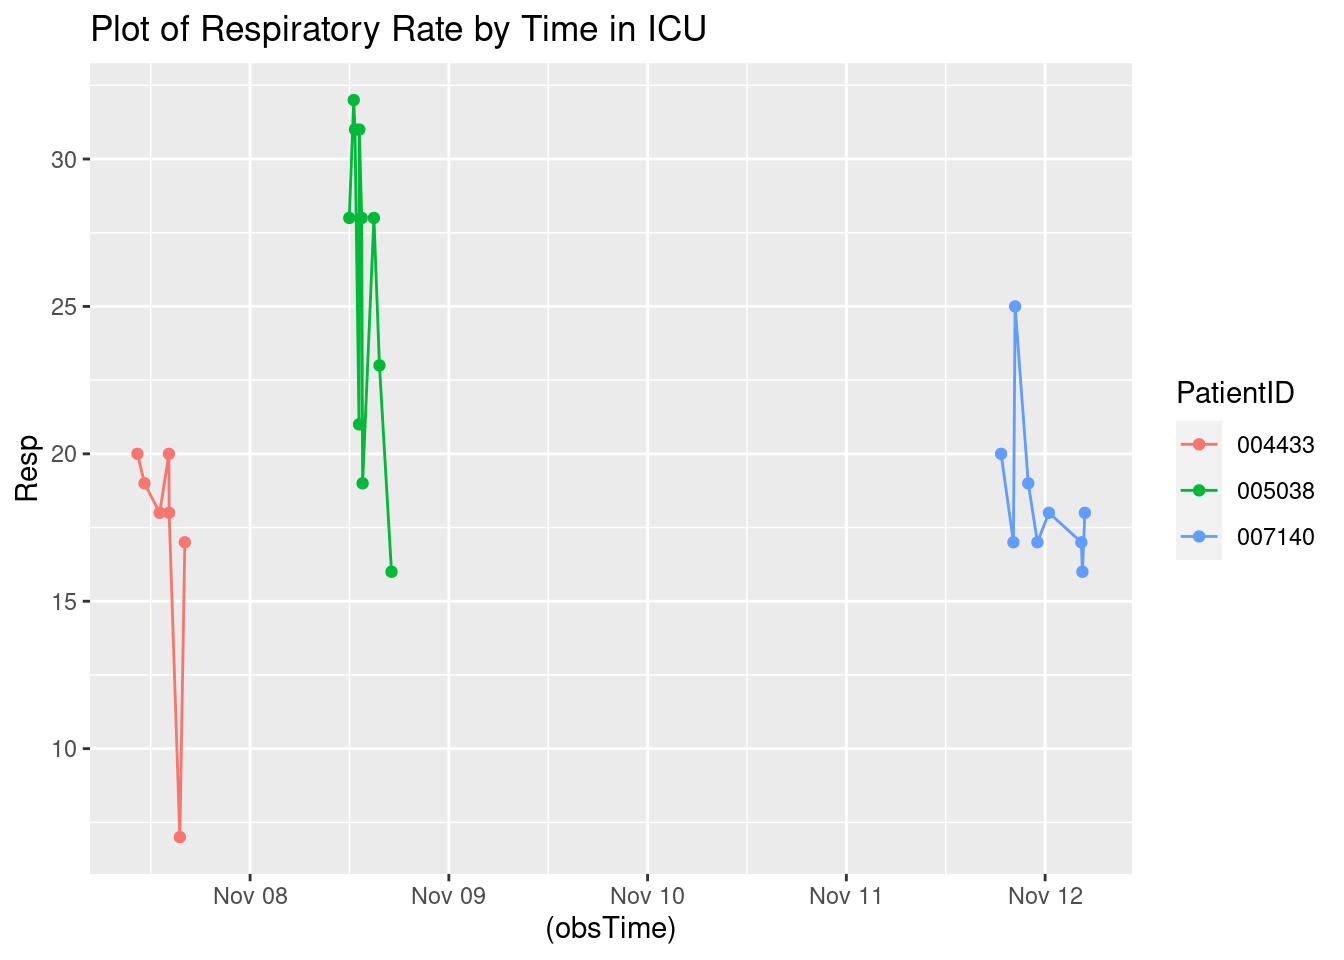 Plot of Respiratory Rate by Time in ICU
Resp
30
25
20
15
10
Nov 08
Nov 09
Nov 10
Nov 11
Nov 12
(obsTime)
PatientID
004433
005038
007140